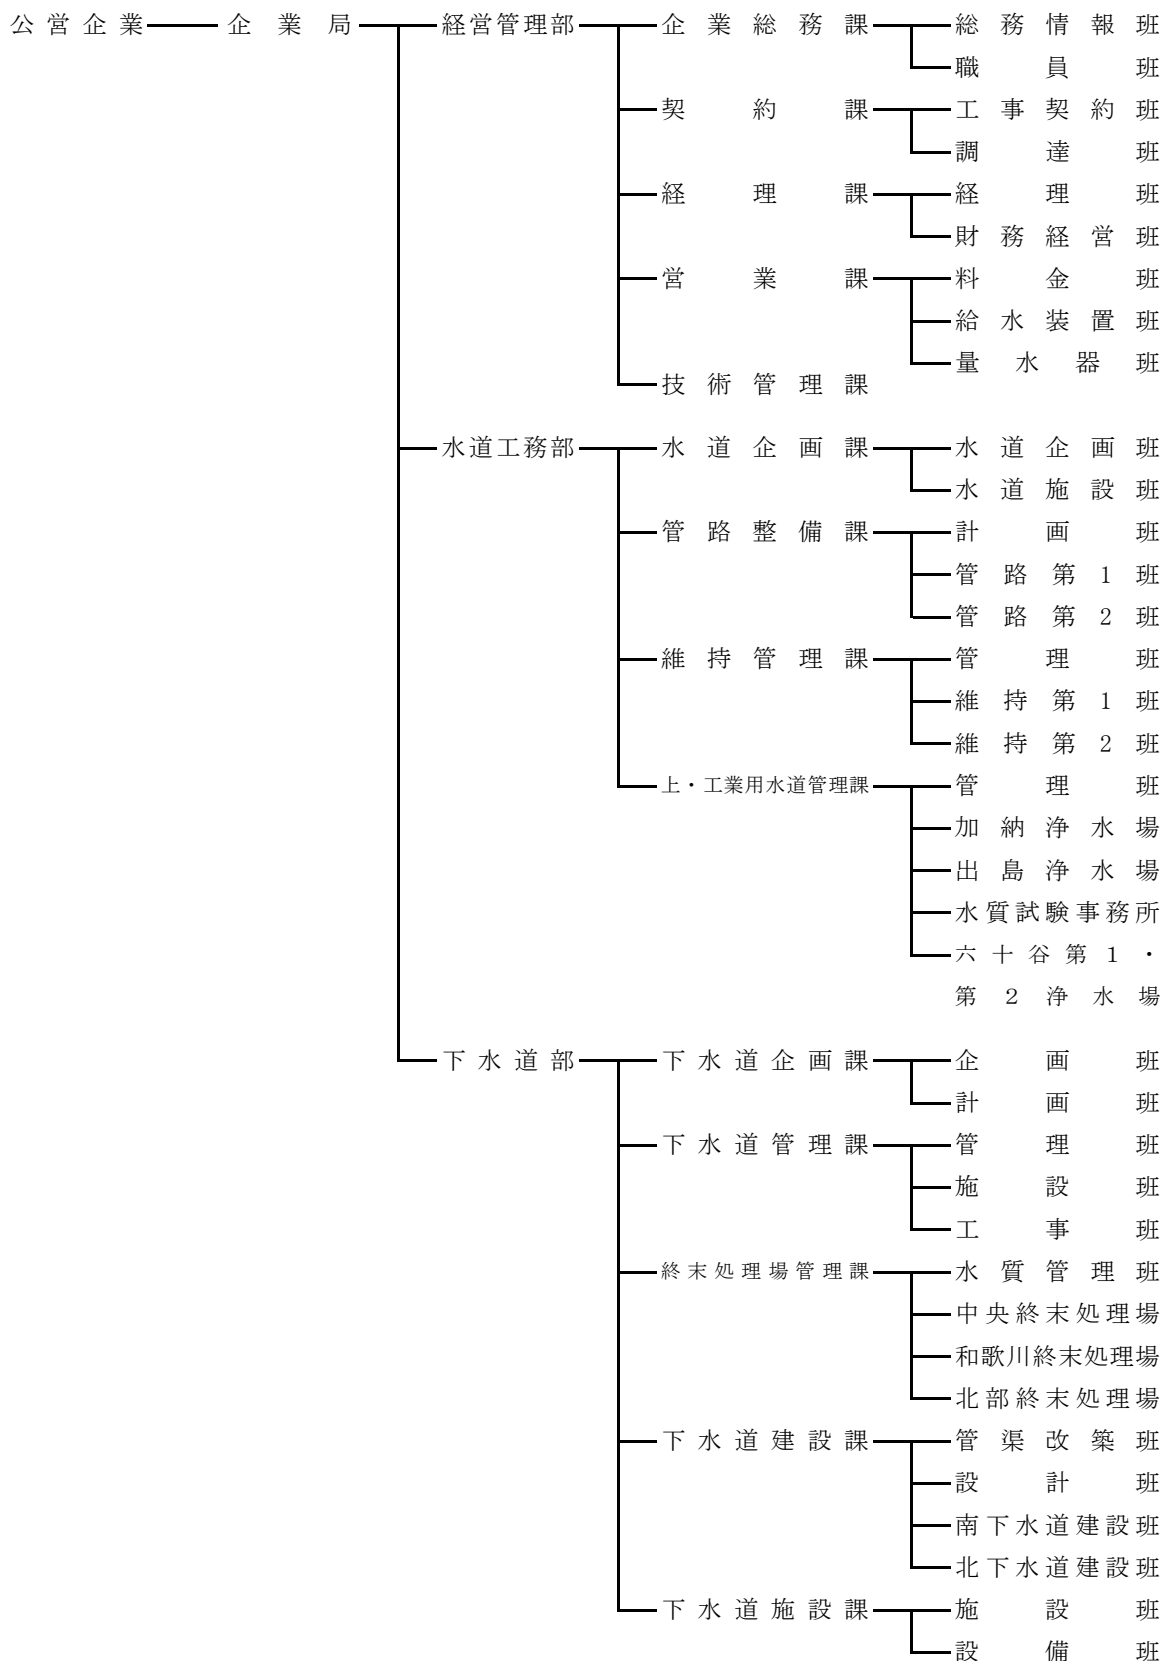 公営企業 企業局 経営管理部 企業総務課 総務情報班
職員班
契約課 工事契約班
調達班
経理課 経理班
財務経営班
営業課 料金班
給水装置班
量水器班
技術管理課
水道工務部 水道企画課 水道企画班
水道施設班
管路整備課 計画班
管路第1班
管路第2班
維持管理課 管理班
維持第1班
維持第2班
上・工業用水道管理課 管理班
加納浄水場
出島浄水場
水質試験事務所
六十谷第1・
第2浄水場
下水道部 下水道企画課 企画班
計画班
下水道管理課 管理班
施設班
工事班
終末処理場管理課 水質管理班
中央終末処理場
和歌川終末処理場
北部終末処理場
下水道建設課 管渠改築班
設計班
南下水道建設班
北下水道建設班
下水道施設課 施設班
設備班